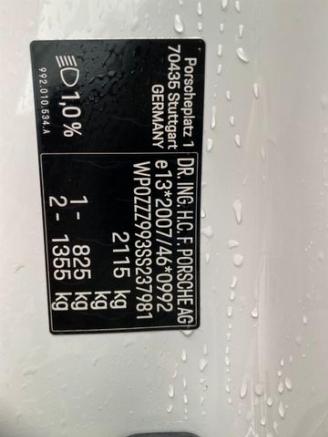 Porscheplatz 1
70435 Stuttgart
GERMANY
1,0 %
992.010.534.A
DR. ING. H.C. F. PORSCHE AG
e13*2007/46*0992
WP0ZZZ993SS237981
2115 kg
1 - 825 kg
2 - 1355 kg